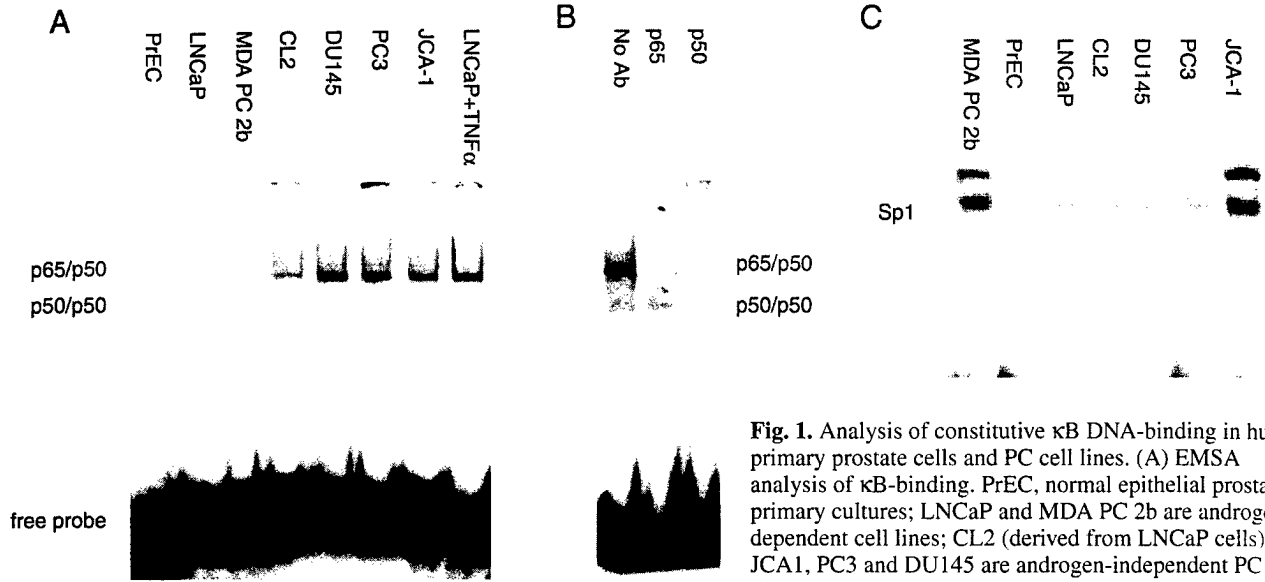 A
PrEC
LNCaP
MDA PC 2b
CL2
DU145
PC3
JCA-1
LNCaP+TNFα
p65/p50
p50/p50
free probe
B
No Ab
p65
p50
p65/p50
p50/p50
C
MDA PC 2b
PrEC
LNCaP
CL2
DU145
PC3
JCA-1
Sp1
Fig. 1. Analysis of constitutive κB DNA-binding in hu
primary prostate cells and PC cell lines. (A) EMSA
analysis of κB-binding. PrEC, normal epithelial prosta
primary cultures; LNCaP and MDA PC 2b are androge
dependent cell lines; CL2 (derived from LNCaP cells)
JCA1, PC3 and DU145 are androgen-independent PC